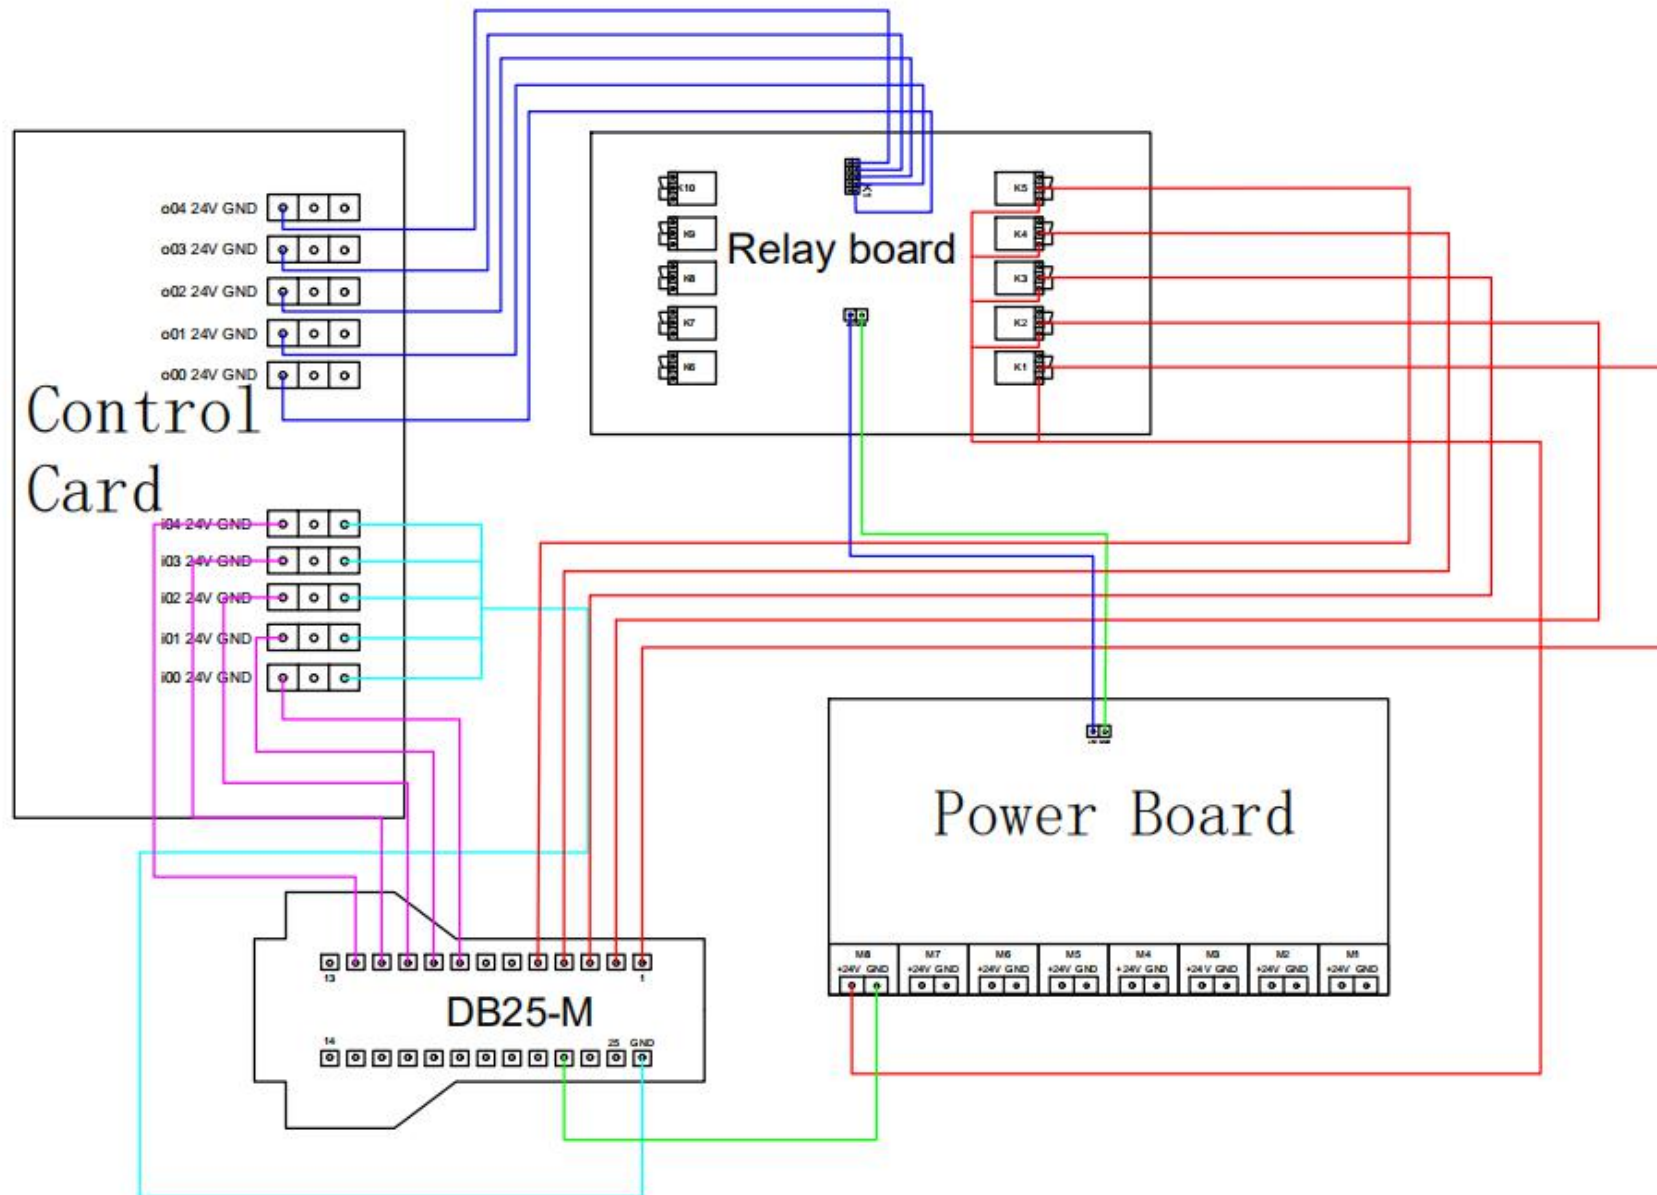 o04 24V GND
o03 24V GND
o02 24V GND
o01 24V GND
o00 24V GND
Control
Card
i04 24V GND
i03 24V GND
i02 24V GND
i01 24V GND
i00 24V GND
K10
K9
K8
K7
K6
Relay board
K5
K4
K3
K2
K1
Power Board
M8
M7
M6
M5
M4
M3
M2
M1
+24V GND
+24V GND
+24V GND
+24V GND
+24V GND
+24V GND
+24V GND
+24V GND
13
1
DB25-M
14
25
GND